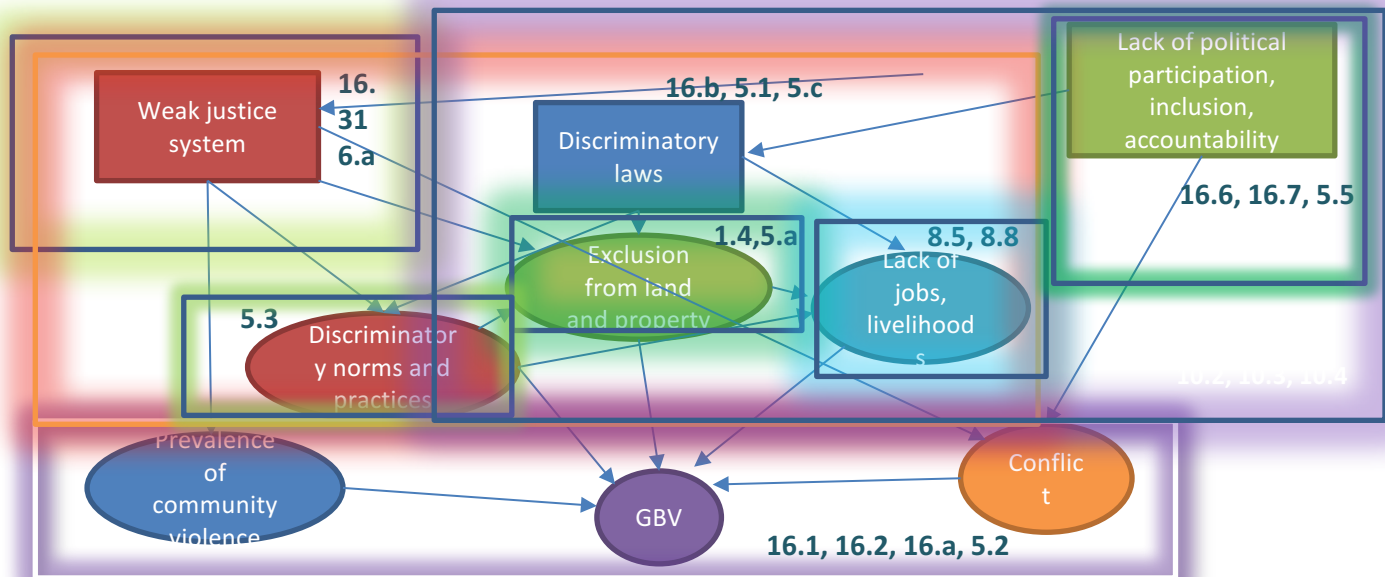 Lack of political
participation,
inclusion,
accountability
Weak justice
system
16.
31
6.a
16.b, 5.1, 5.c
Discriminatory
laws
16.6, 16.7, 5.5
1.4,5.a
8.5, 8.8
Exclusion
from land
and property
Lack of
jobs,
livelihood
s
5.3
Discriminator
y norms and
practices
10.2, 10.3, 10.4
Prevalence
of
community
violence
GBV
Conflic
t
16.1, 16.2, 16.a, 5.2